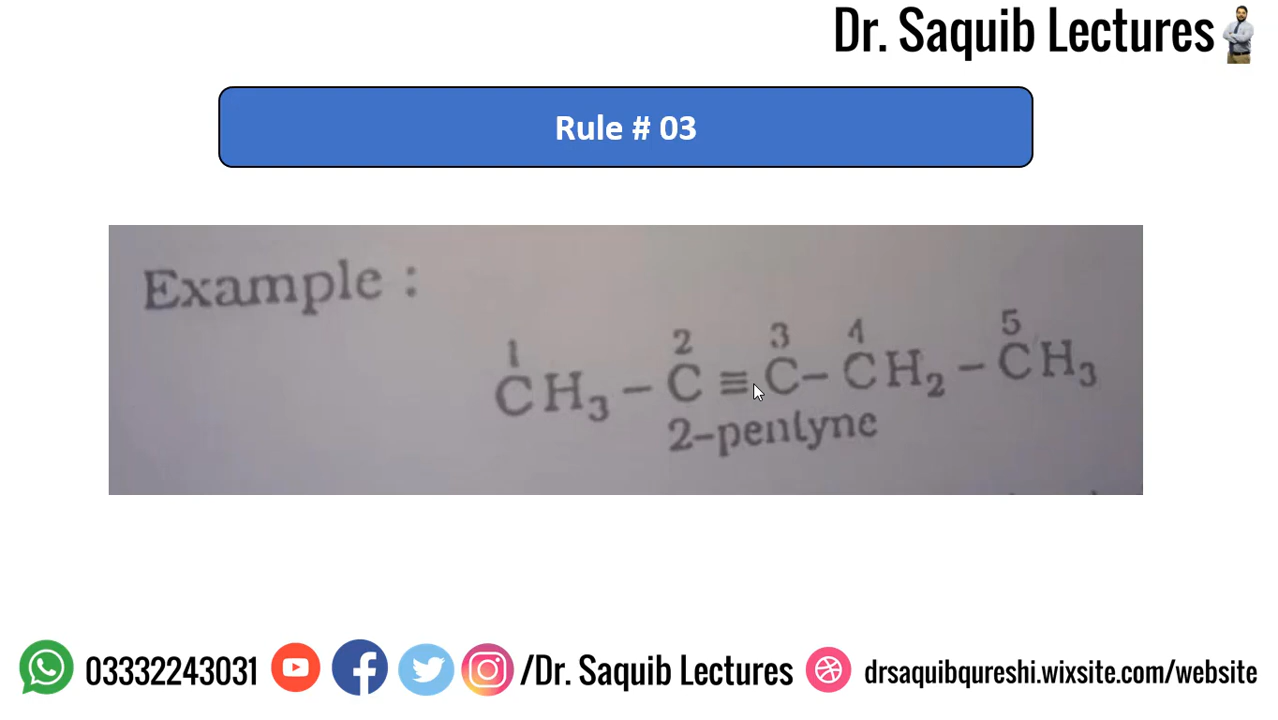 Dr. Saquib Lectures
Rule # 03
Example :
1 2 3 4 5
CH₃ – C ≡ C – CH₂ – CH₃
2-pentyne
03332243031 /Dr. Saquib Lectures drsaquibqureshi.wixsite.com/website